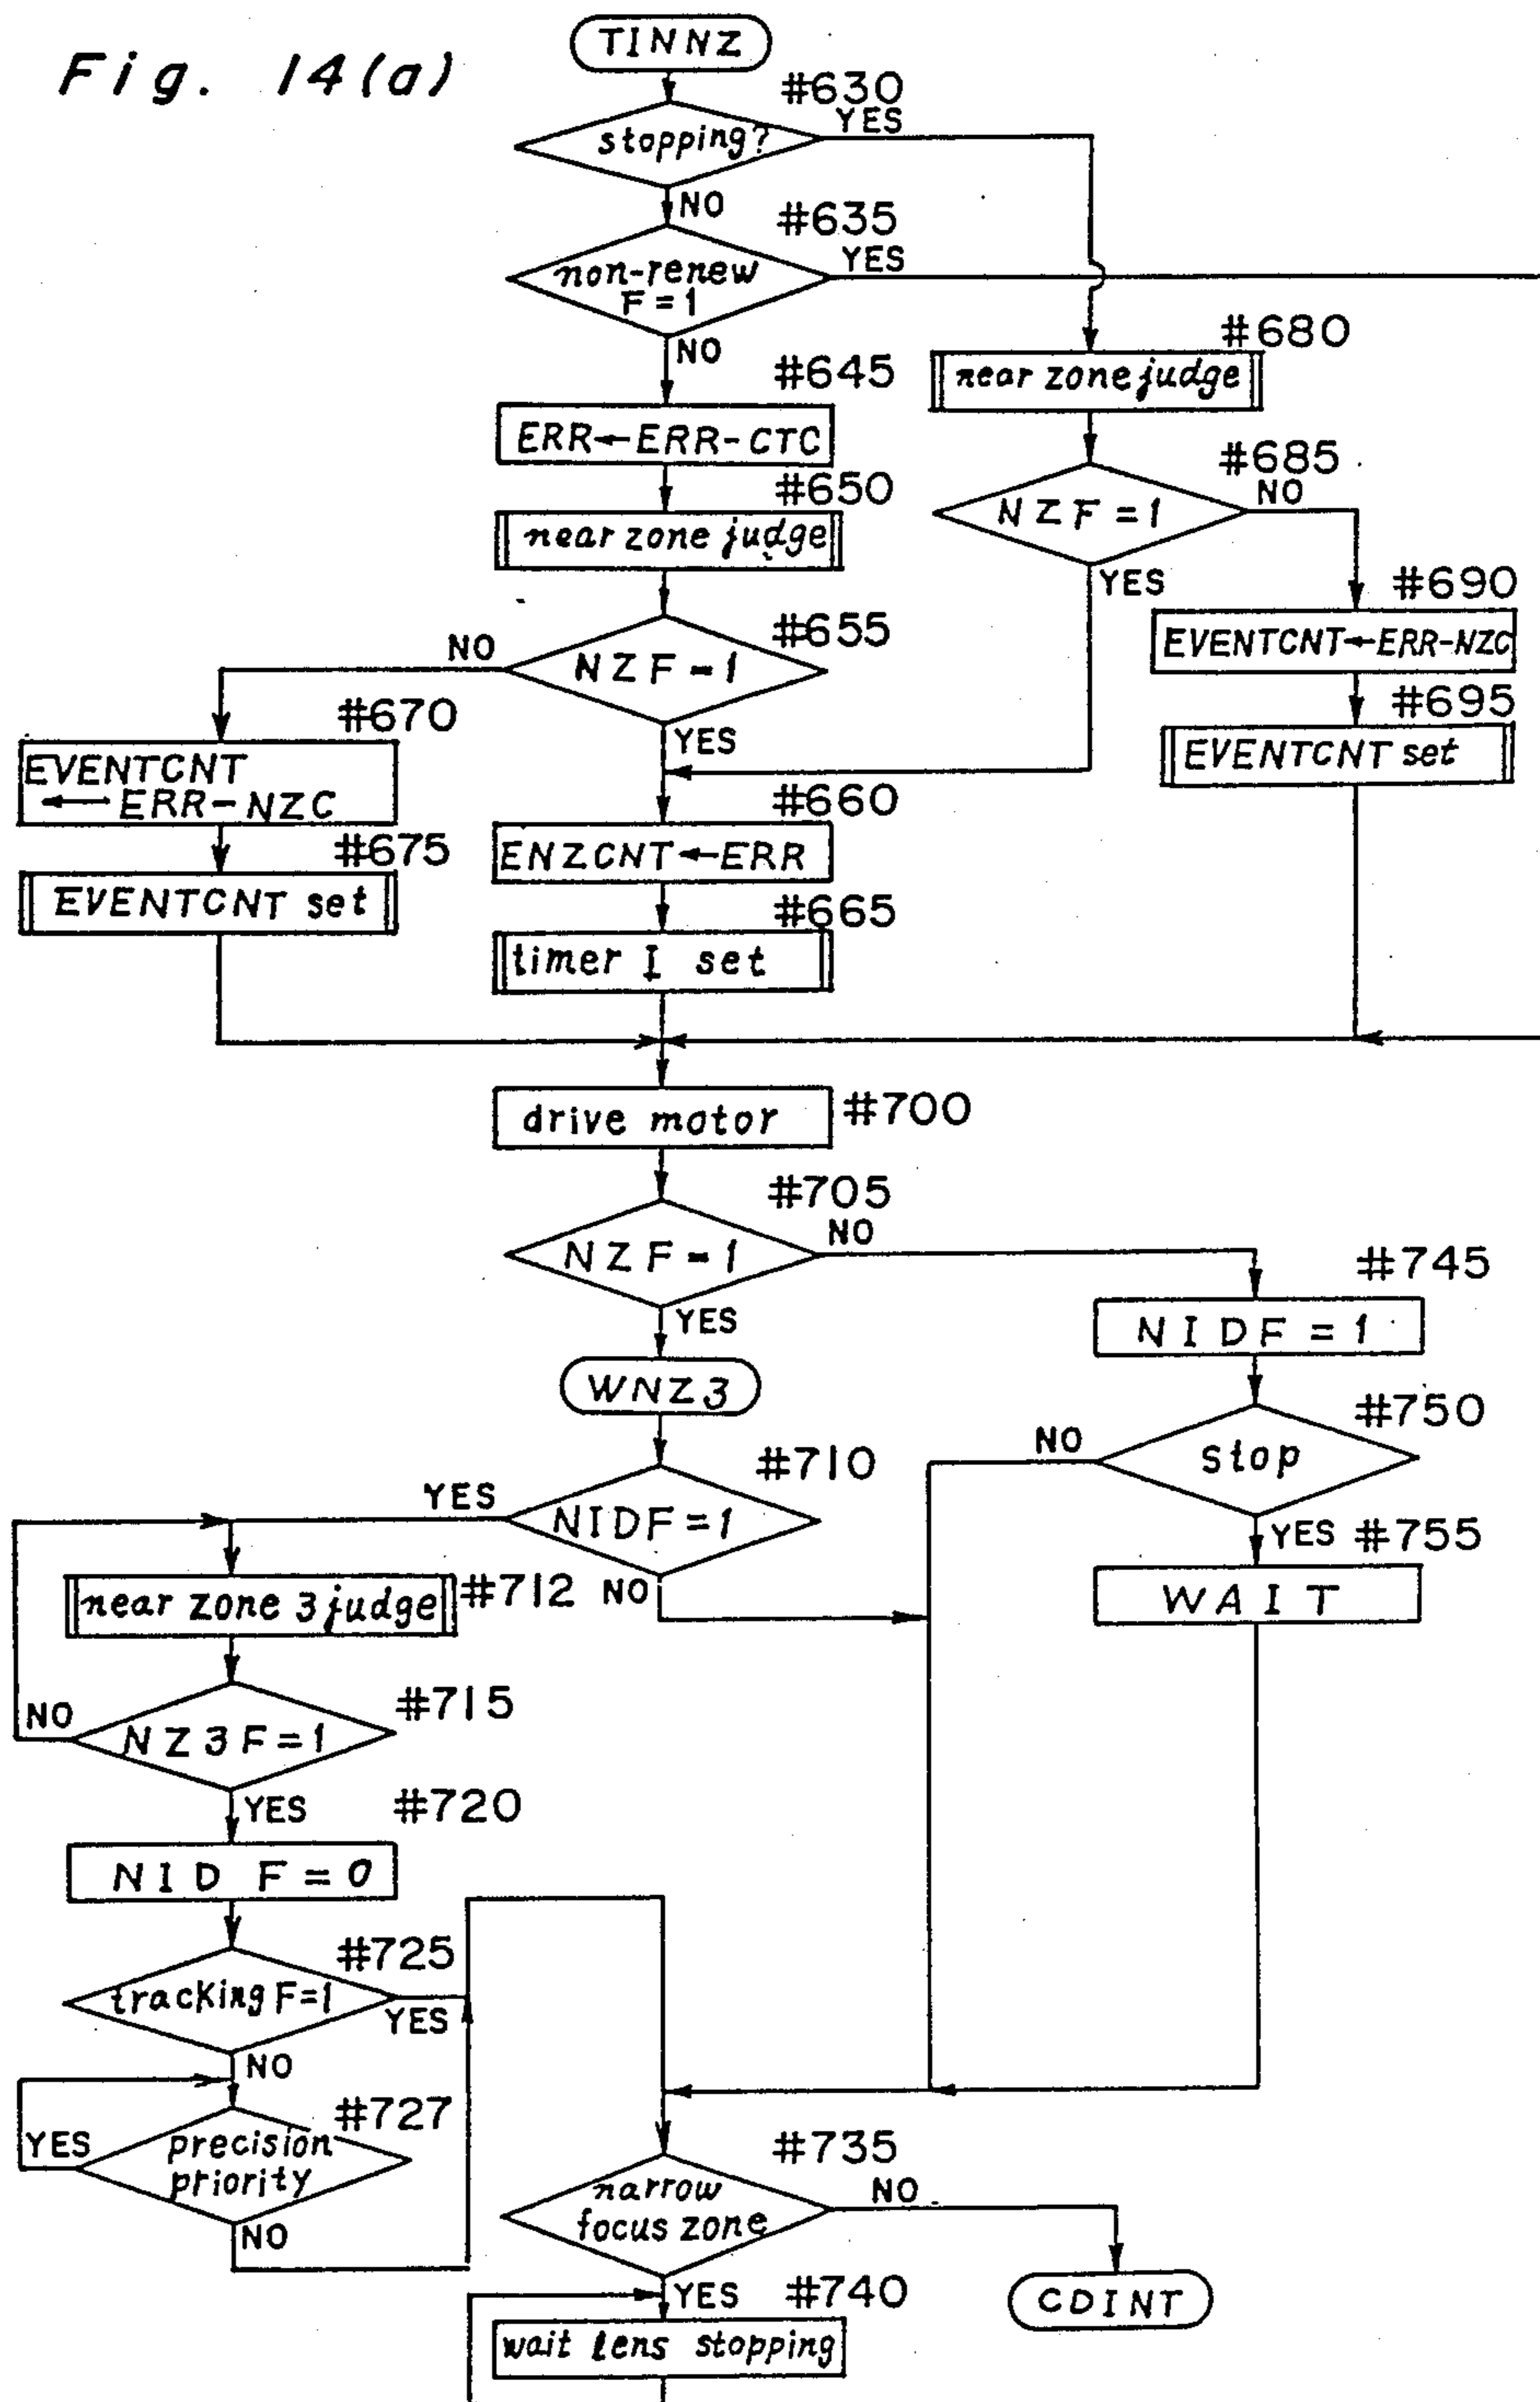 Fig. 14(a)
TINNZ
#630
stopping?
YES
NO
#635
non-renew
F=1
YES
NO
#645
ERR←ERR-CTC
#650
near zone judge
#655
NZF=1
NO
YES
#670
EVENTCNT
←ERR-NZC
#675
EVENTCNT set
#660
ENZCNT←ERR
#665
timer I set
#680
near zone judge
#685
NZF=1
NO
YES
#690
EVENTCNT←ERR-NZC
#695
EVENTCNT set
drive motor
#700
#705
NZF=1
NO
YES
WNZ3
#710
NIDF=1
YES
NO
near zone 3 judge
#712
#715
NZ3F=1
NO
YES
#720
NID F=0
#725
tracking F=1
YES
NO
#727
precision
priority
YES
NO
#745
NIDF=1
#750
stop
NO
YES
#755
WAIT
#735
narrow
focus zone
NO
YES
#740
wait lens stopping
CDINT